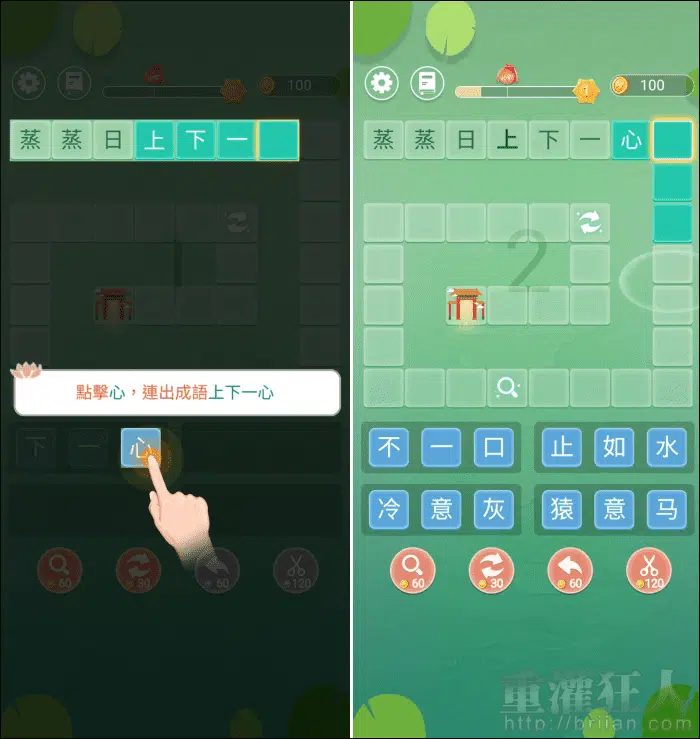 100
蒸蒸日上下一
點擊心，連出成語上下一心
下一心
60 30 60 120
1 100
蒸蒸日上下一心
2
不一口 止如水
冷意灰 猿意马
60 30 60 120
重灌狂人
http://briian.com